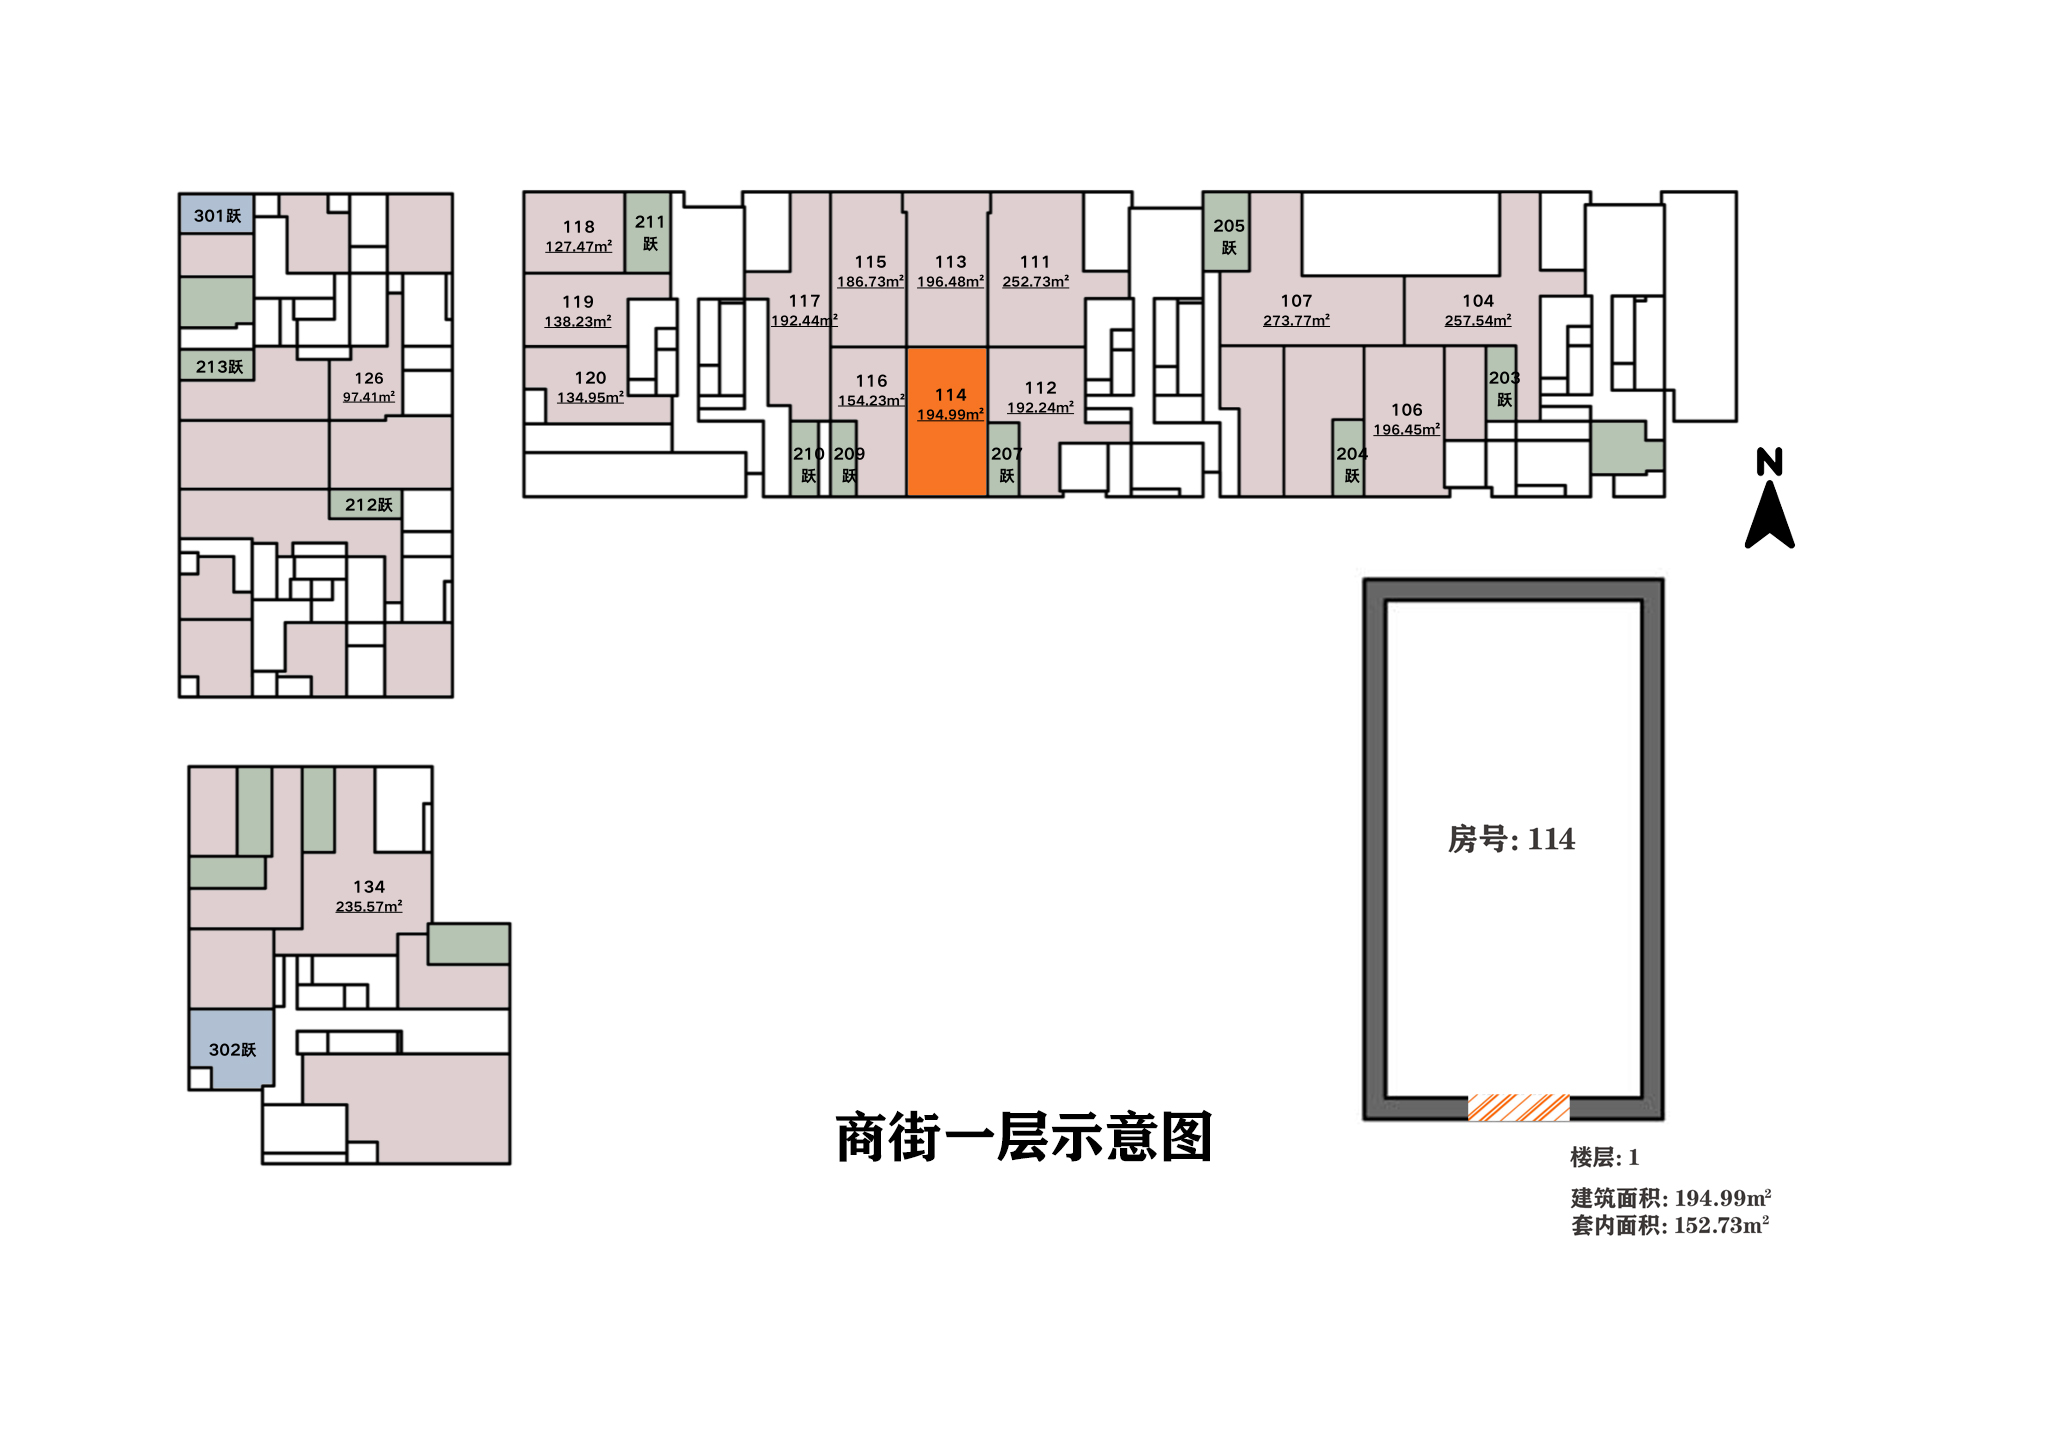 301跃
213跃
126
97.41m²
212跃
118
127.47m²
211
跃
119
138.23m²
120
134.95m²
117
192.44m²
115
186.73m²
113
196.48m²
111
252.73m²
116
154.23m²
114
194.99m²
112
192.24m²
210
跃
209
跃
207
跃
205
跃
107
273.77m²
104
257.54m²
203
跃
106
196.45m²
204
跃
N
134
235.57m²
302跃
房号: 114
商街一层示意图
楼层: 1
建筑面积: 194.99m²
套内面积: 152.73m²